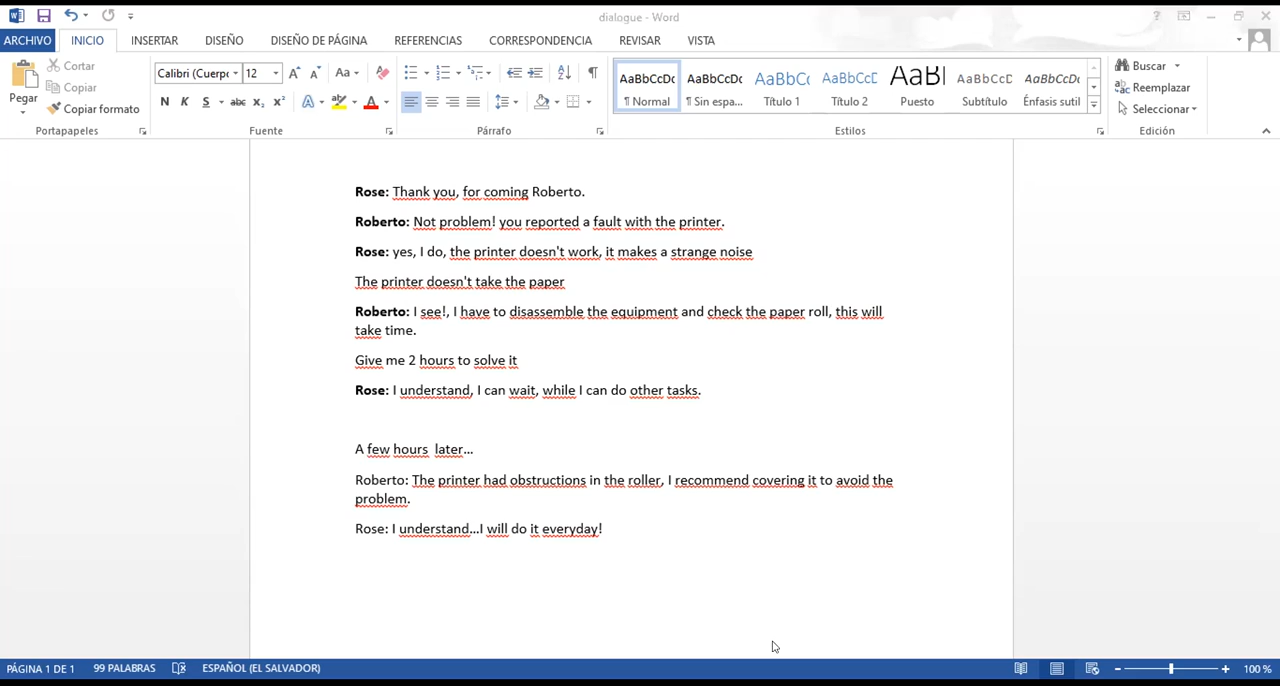 dialogue - Word
ARCHIVO INICIO INSERTAR DISEÑO DISEÑO DE PÁGINA REFERENCIAS CORRESPONDENCIA REVISAR VISTA
Pegar
Cortar
Copiar
Copiar formato
Portapapeles
Calibri (Cuerpo 12
N K S abc x₂ x²
Fuente
Párrafo
AaBbCcDc AaBbCcDc AaBbCc AaBbCcD AaBl AaBbCcD AaBbCcDc
¶ Normal ¶ Sin espa... Título 1 Título 2 Puesto Subtítulo Énfasis sutil
Estilos
Buscar
Reemplazar
Seleccionar
Edición
Rose: Thank you, for coming Roberto.
Roberto: Not problem! you reported a fault with the printer.
Rose: yes, I do, the printer doesn't work, it makes a strange noise
The printer doesn't take the paper
Roberto: I see!, I have to disassemble the equipment and check the paper roll, this will
take time.
Give me 2 hours to solve it
Rose: I understand, I can wait, while I can do other tasks.
A few hours later...
Roberto: The printer had obstructions in the roller, I recommend covering it to avoid the
problem.
Rose: I understand...I will do it everyday!
PÁGINA 1 DE 1 99 PALABRAS ESPAÑOL (EL SALVADOR) 100 %